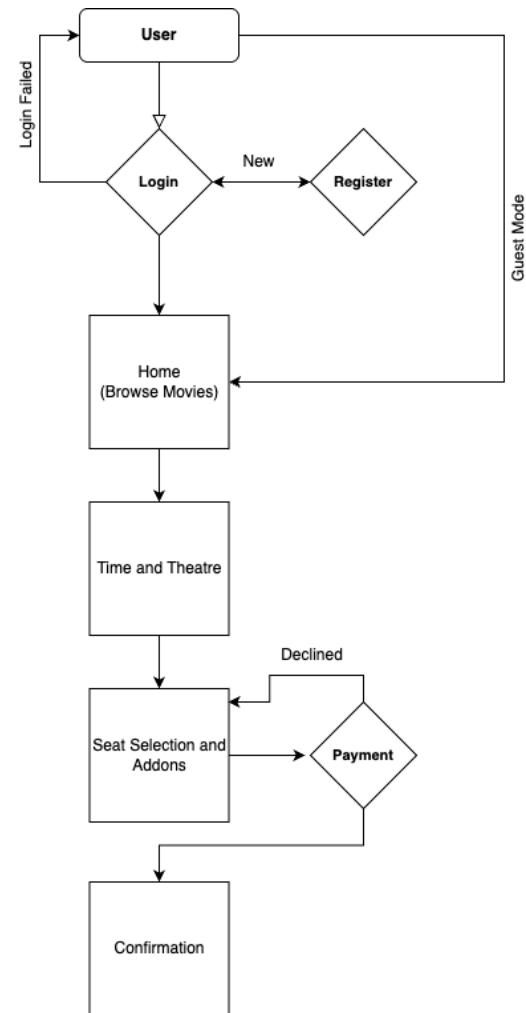 User
Login Failed
New
Login
Register
Guest Mode
Home
(Browse Movies)
Time and Theatre
Declined
Seat Selection and
Addons
Payment
Confirmation